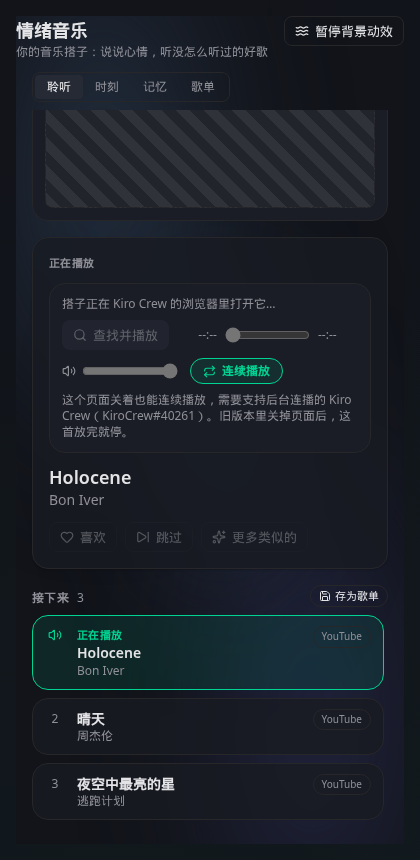 情绪音乐
暂停背景动效
你的音乐搭子：说说心情，听没怎么听过的好歌
聆听
时刻
记忆
歌单
正在播放
搭子正在 Kiro Crew 的浏览器里打开它...
查找并播放
--:--
--:--
连续播放
这个页面关着也能连续播放，需要支持后台连播的 Kiro
Crew（KiroCrew#40261）。旧版本里关掉页面后，这
首放完就停。
Holocene
Bon Iver
喜欢
跳过
更多类似的
接下来 3
存为歌单
正在播放
YouTube
Holocene
Bon Iver
2
晴天
YouTube
周杰伦
3
夜空中最亮的星
YouTube
逃跑计划